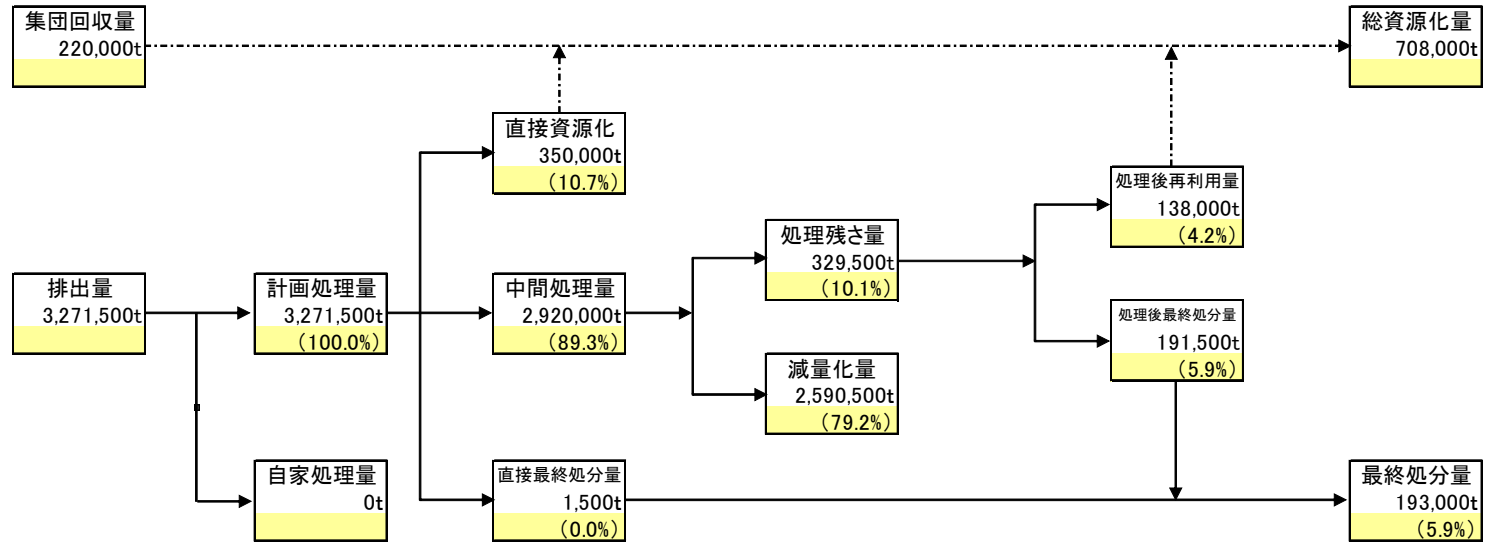 集団回収量
220,000t
総資源化量
708,000t
直接資源化
350,000t
(10.7%)
処理後再利用量
138,000t
(4.2%)
処理残さ量
329,500t
(10.1%)
排出量
3,271,500t
計画処理量
3,271,500t
(100.0%)
中間処理量
2,920,000t
(89.3%)
処理後最終処分量
191,500t
(5.9%)
減量化量
2,590,500t
(79.2%)
自家処理量
0t
直接最終処分量
1,500t
(0.0%)
最終処分量
193,000t
(5.9%)